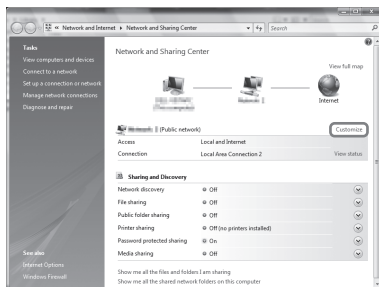 « Network and Internet ▸ Network and Sharing Center
Search
Tasks
View computers and devices
Connect to a network
Set up a connection or network
Manage network connections
Diagnose and repair
See also
Internet Options
Windows Firewall
Network and Sharing Center
View full map
Internet
(Public network)
Customize
Access Local and Internet
Connection Local Area Connection 2 View status
Sharing and Discovery
Network discovery Off
File sharing Off
Public folder sharing Off
Printer sharing Off (no printers installed)
Password protected sharing On
Media sharing Off
Show me all the files and folders I am sharing
Show me all the shared network folders on this computer